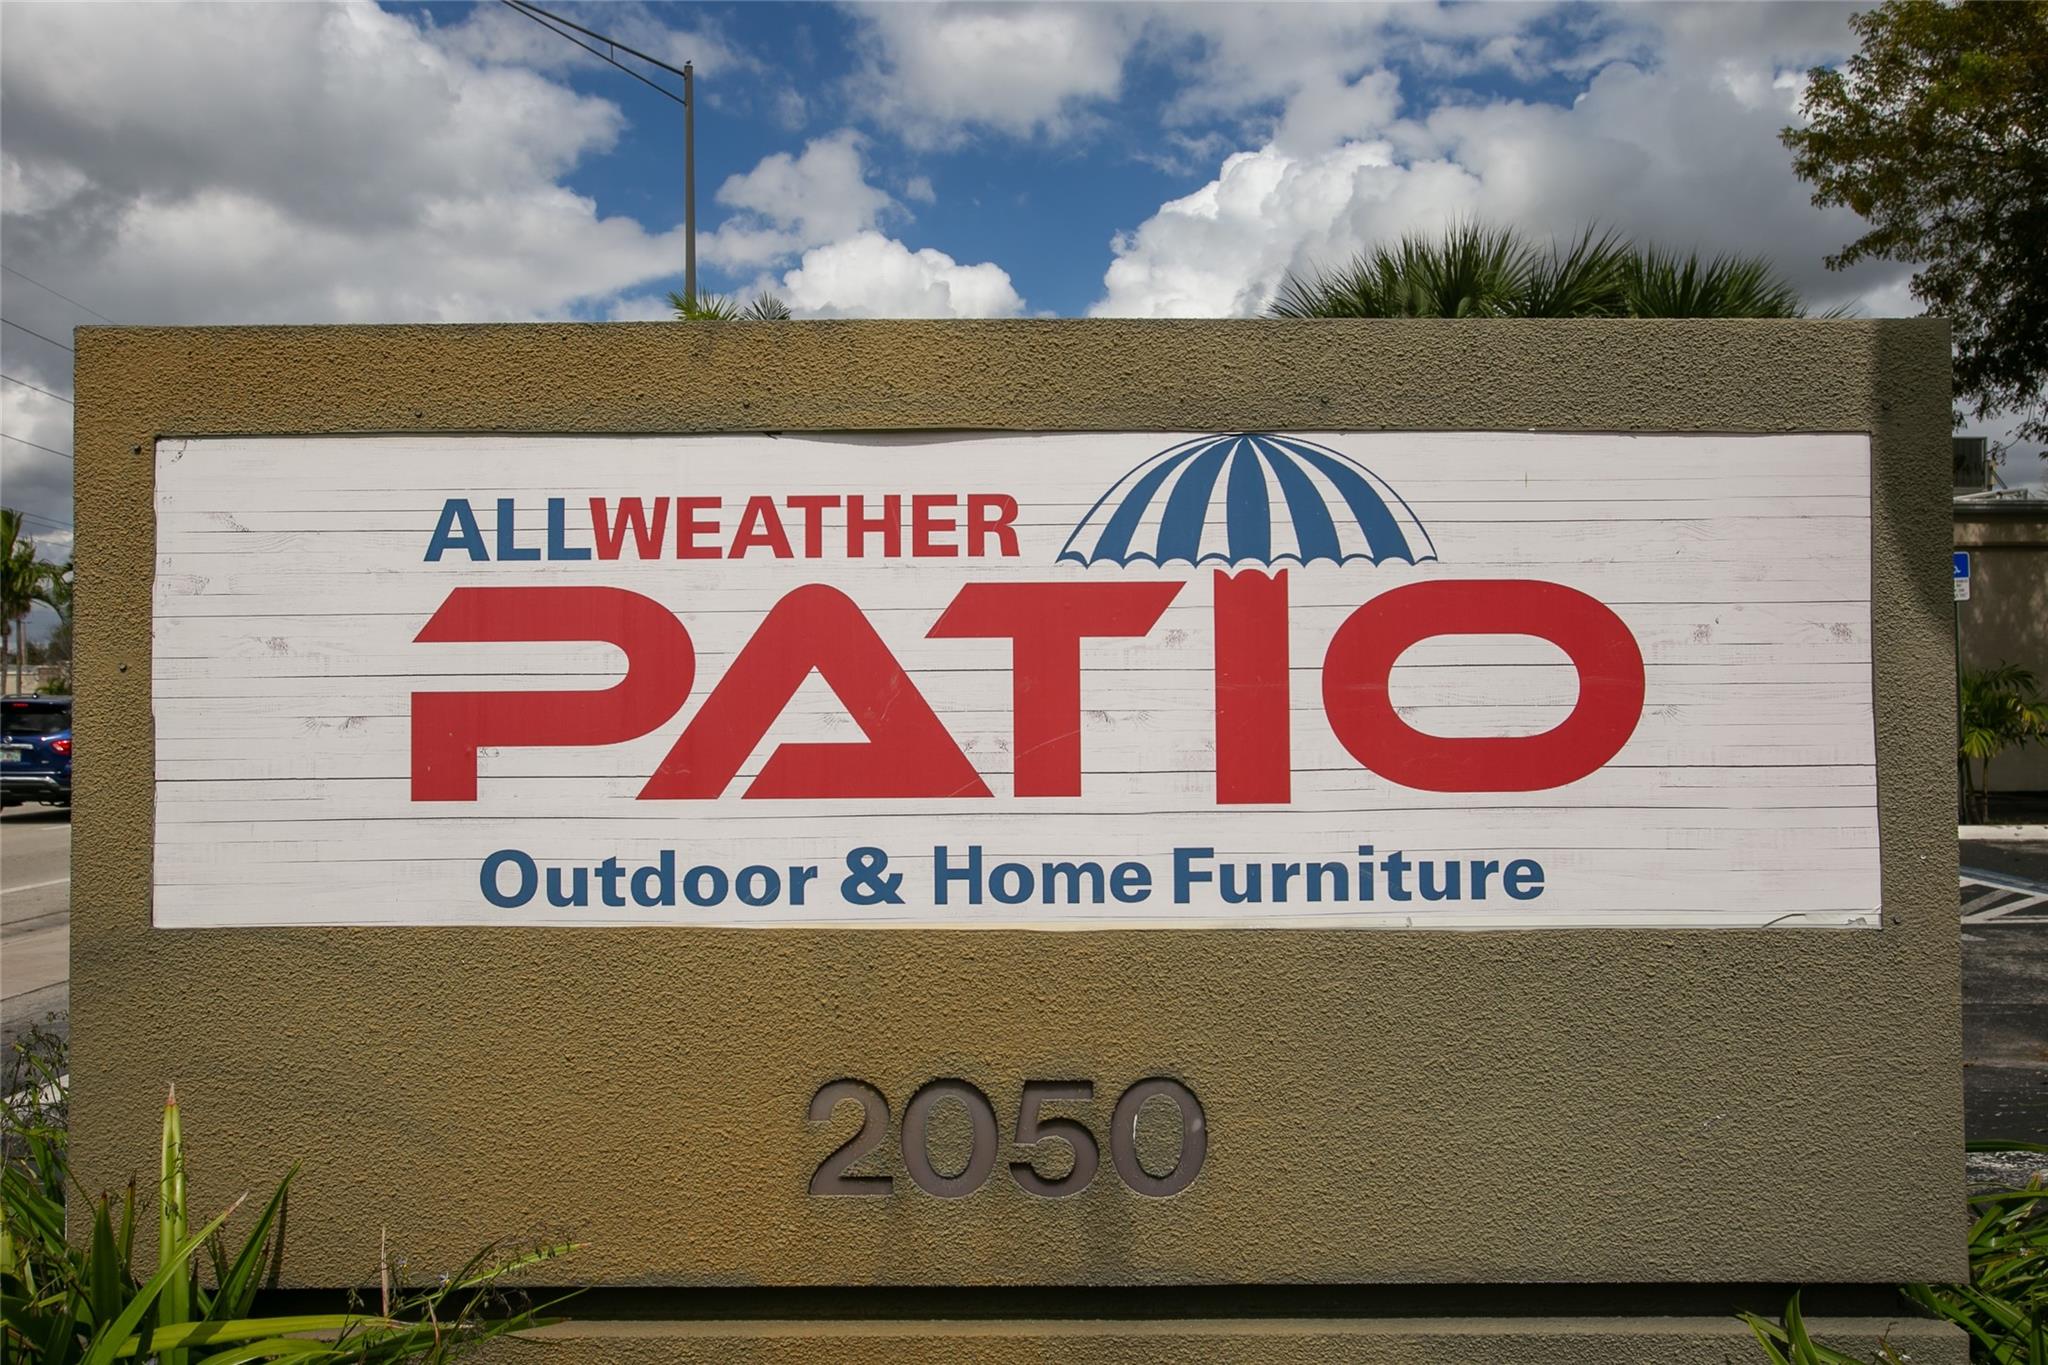 ALLWEATHER
PATIO
Outdoor & Home Furniture
2050